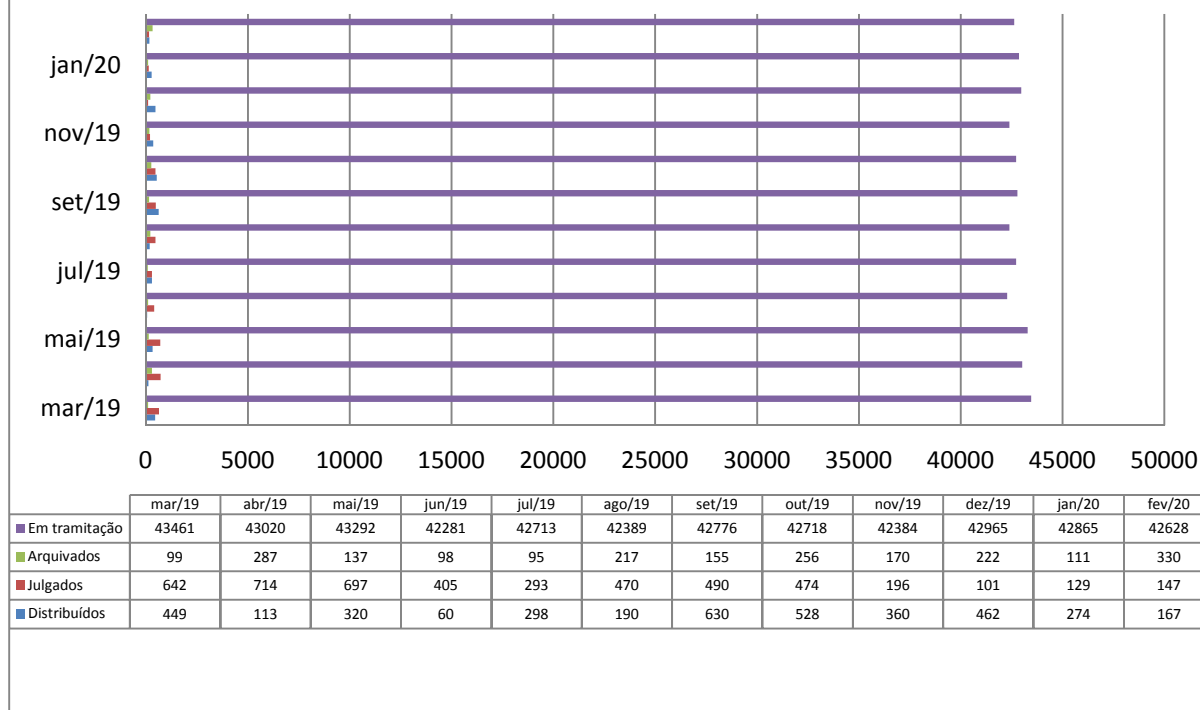 jan/20
nov/19
set/19
jul/19
mai/19
mar/19
0 5000 10000 15000 20000 25000 30000 35000 40000 45000 50000
mar/19 abr/19 mai/19 jun/19 jul/19 ago/19 set/19 out/19 nov/19 dez/19 jan/20 fev/20
Em tramitação 43461 43020 43292 42281 42713 42389 42776 42718 42384 42965 42865 42628
Arquivados 99 287 137 98 95 217 155 256 170 222 111 330
Julgados 642 714 697 405 293 470 490 474 196 101 129 147
Distribuídos 449 113 320 60 298 190 630 528 360 462 274 167